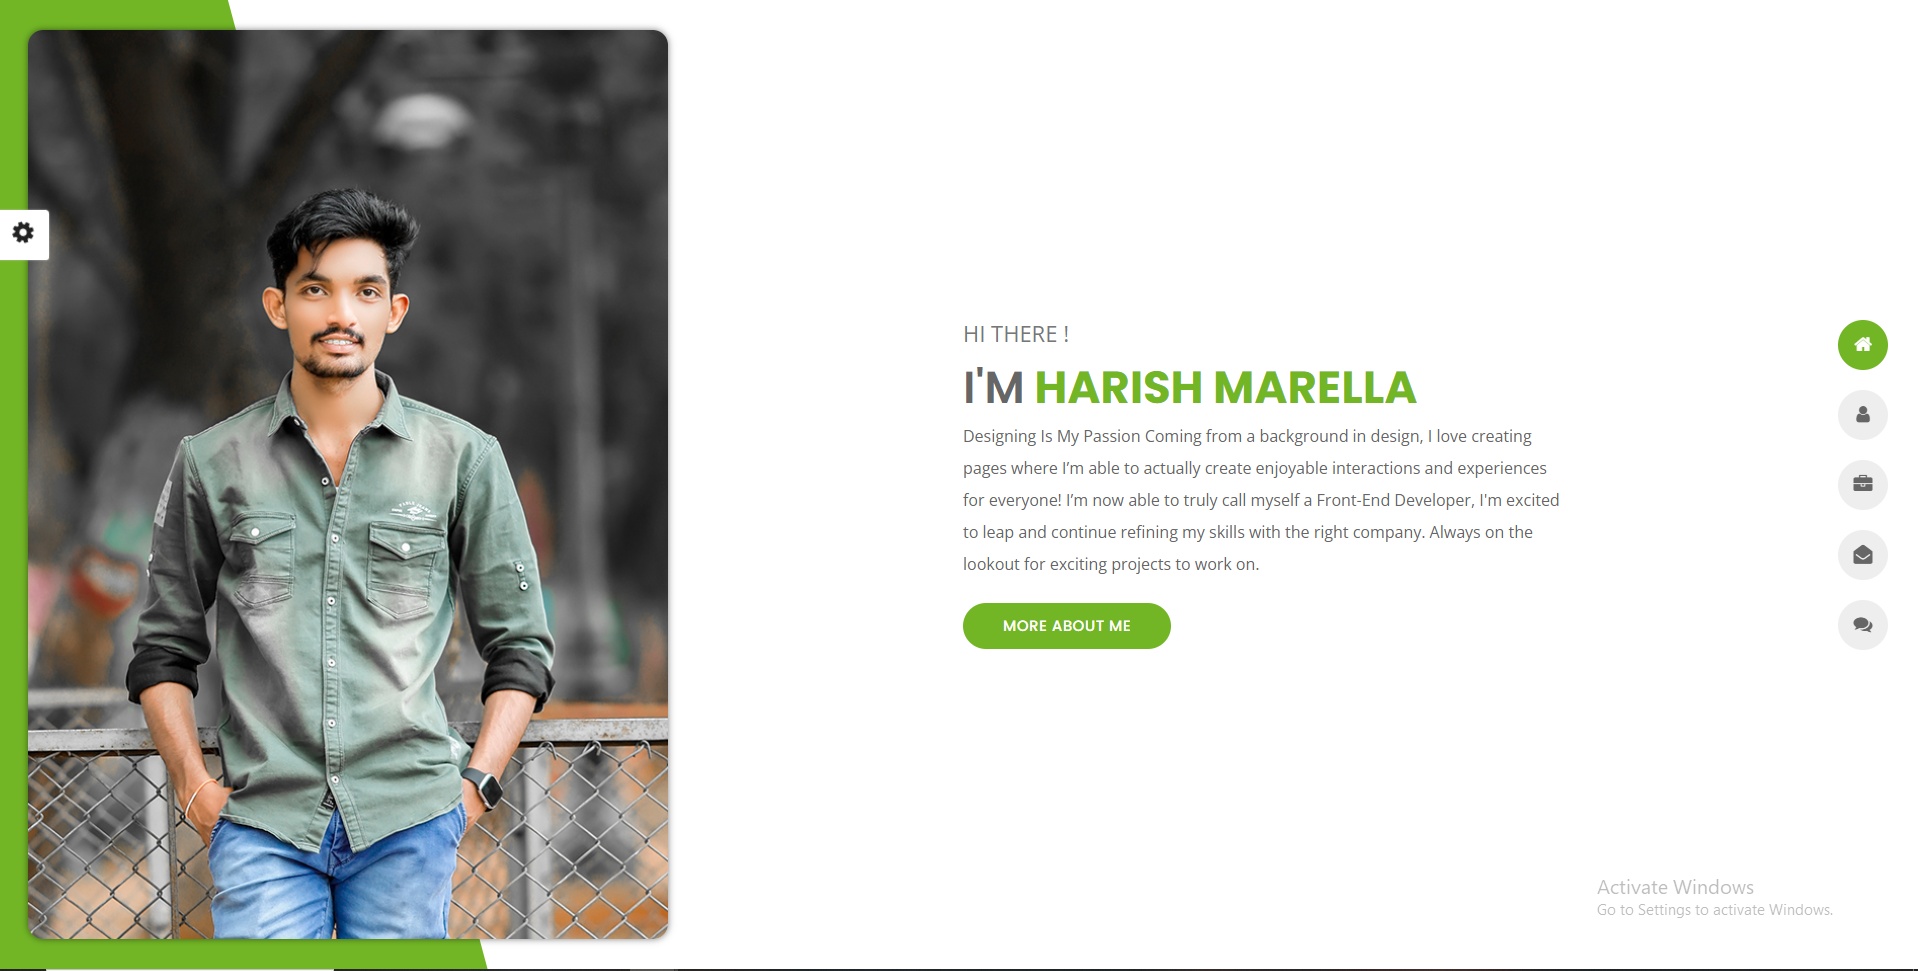 HI THERE !
I'M HARISH MARELLA
Designing Is My Passion Coming from a background in design, I love creating
pages where I’m able to actually create enjoyable interactions and experiences
for everyone! I’m now able to truly call myself a Front-End Developer, I'm excited
to leap and continue refining my skills with the right company. Always on the
lookout for exciting projects to work on.
MORE ABOUT ME
Activate Windows
Go to Settings to activate Windows.